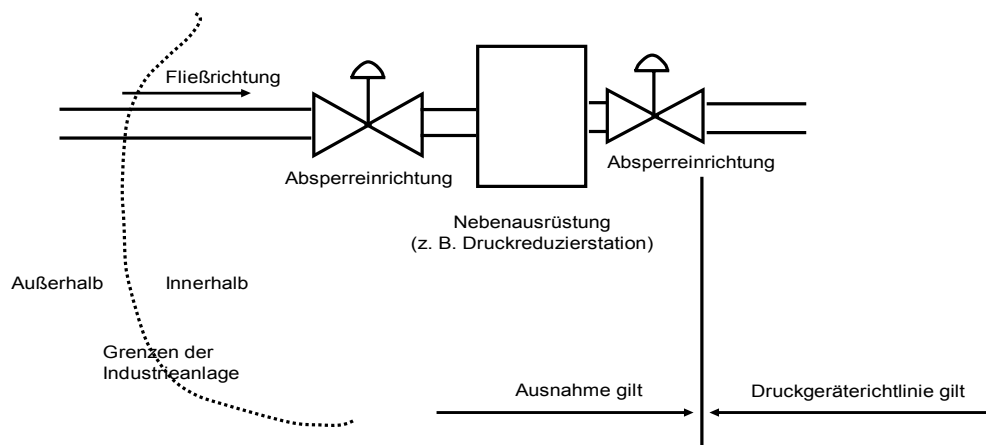 Fließrichtung
Absperreinrichtung
Absperreinrichtung
Nebenausrüstung
(z. B. Druckreduzierstation)
Außerhalb
Innerhalb
Grenzen der
Industrieanlage
Ausnahme gilt
Druckgeräterichtlinie gilt